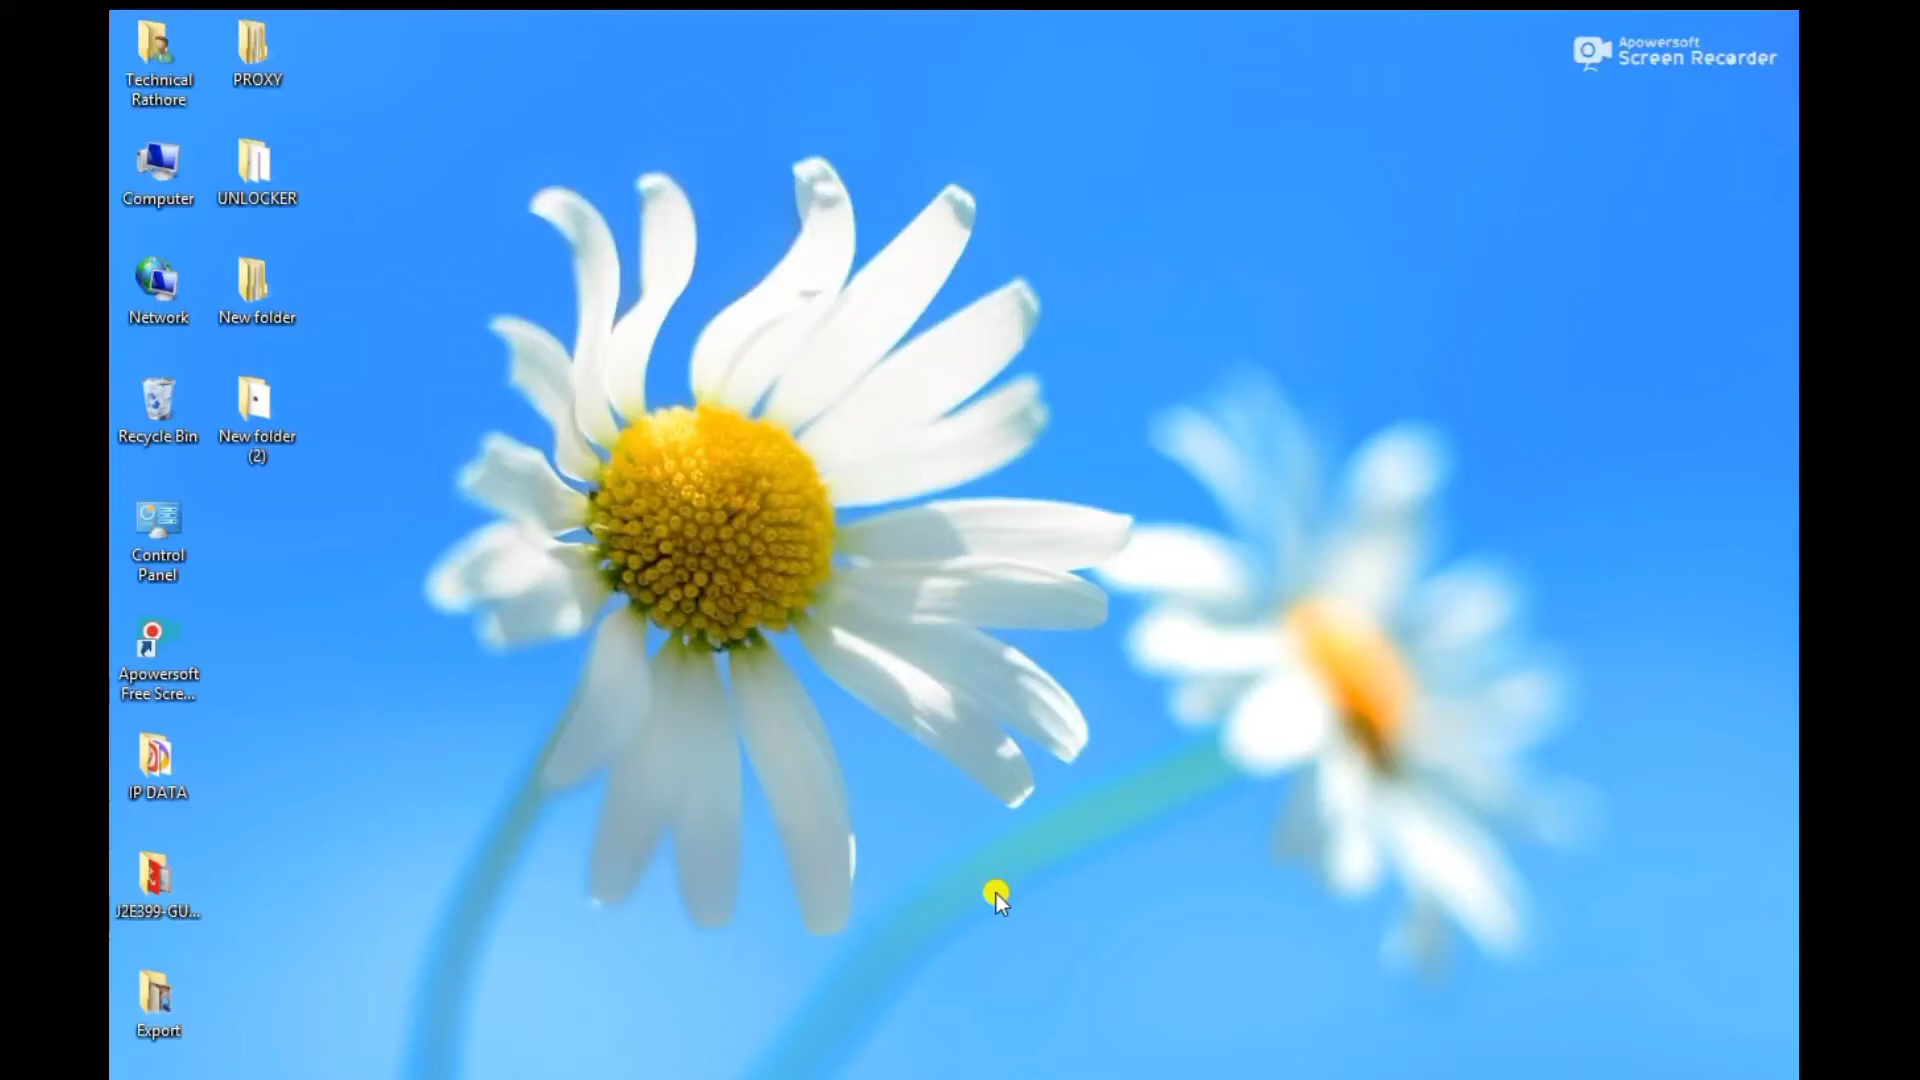 Technical
Rathore
PROXY
Apowersoft
Screen Recorder
Computer
UNLOCKER
Network
New folder
Recycle Bin
New folder
(2)
Control
Panel
Apowersoft
Free Scre...
IP DATA
J2E399-GU...
Export